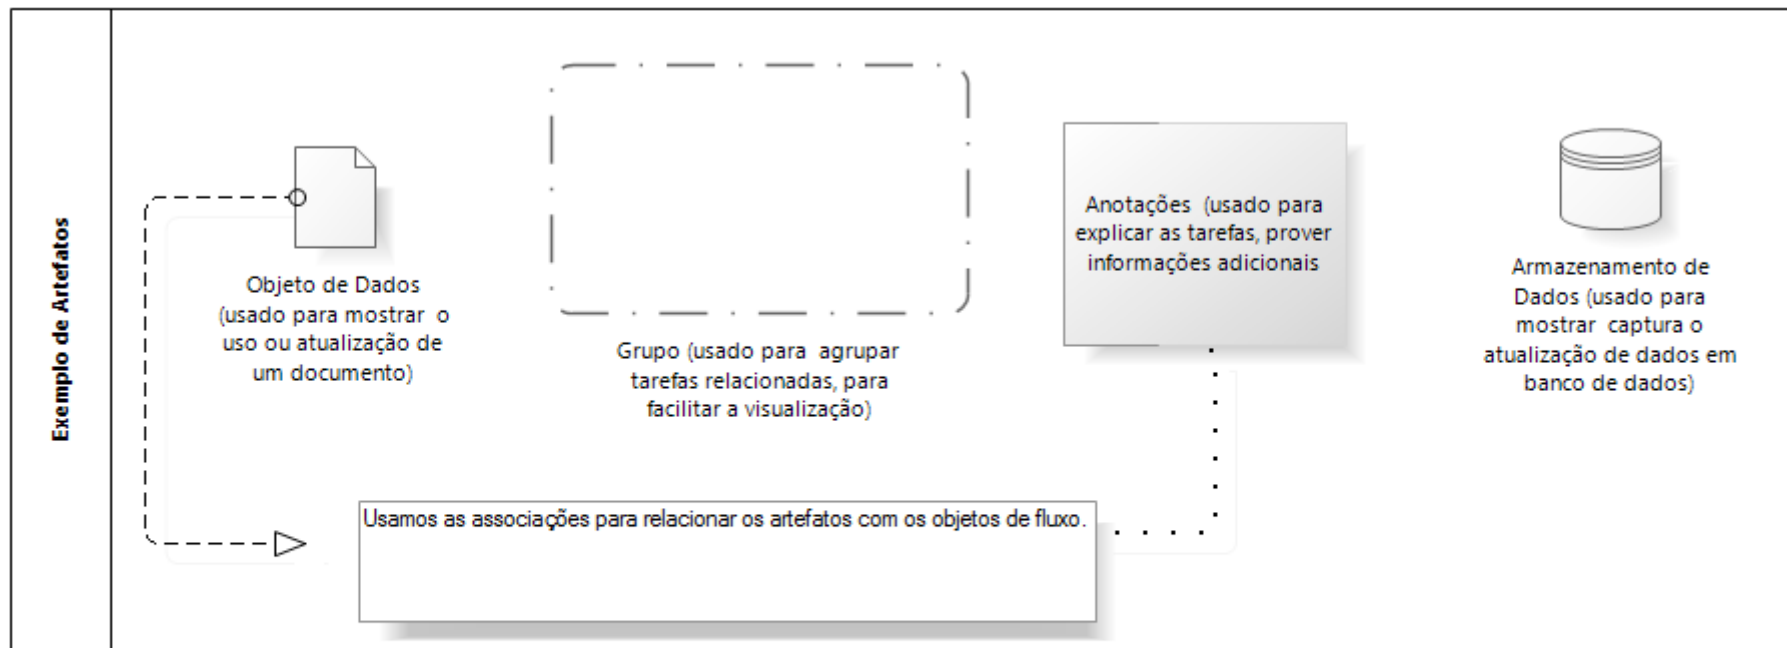 Exemplo de Artefatos
Objeto de Dados
(usado para mostrar o
uso ou atualização de
um documento)
Grupo (usado para agrupar
tarefas relacionadas, para
facilitar a visualização)
Anotações (usado para
explicar as tarefas, prover
informações adicionais
Armazenamento de
Dados (usado para
mostrar captura o
atualização de dados em
banco de dados)
Usamos as associações para relacionar os artefatos com os objetos de fluxo.